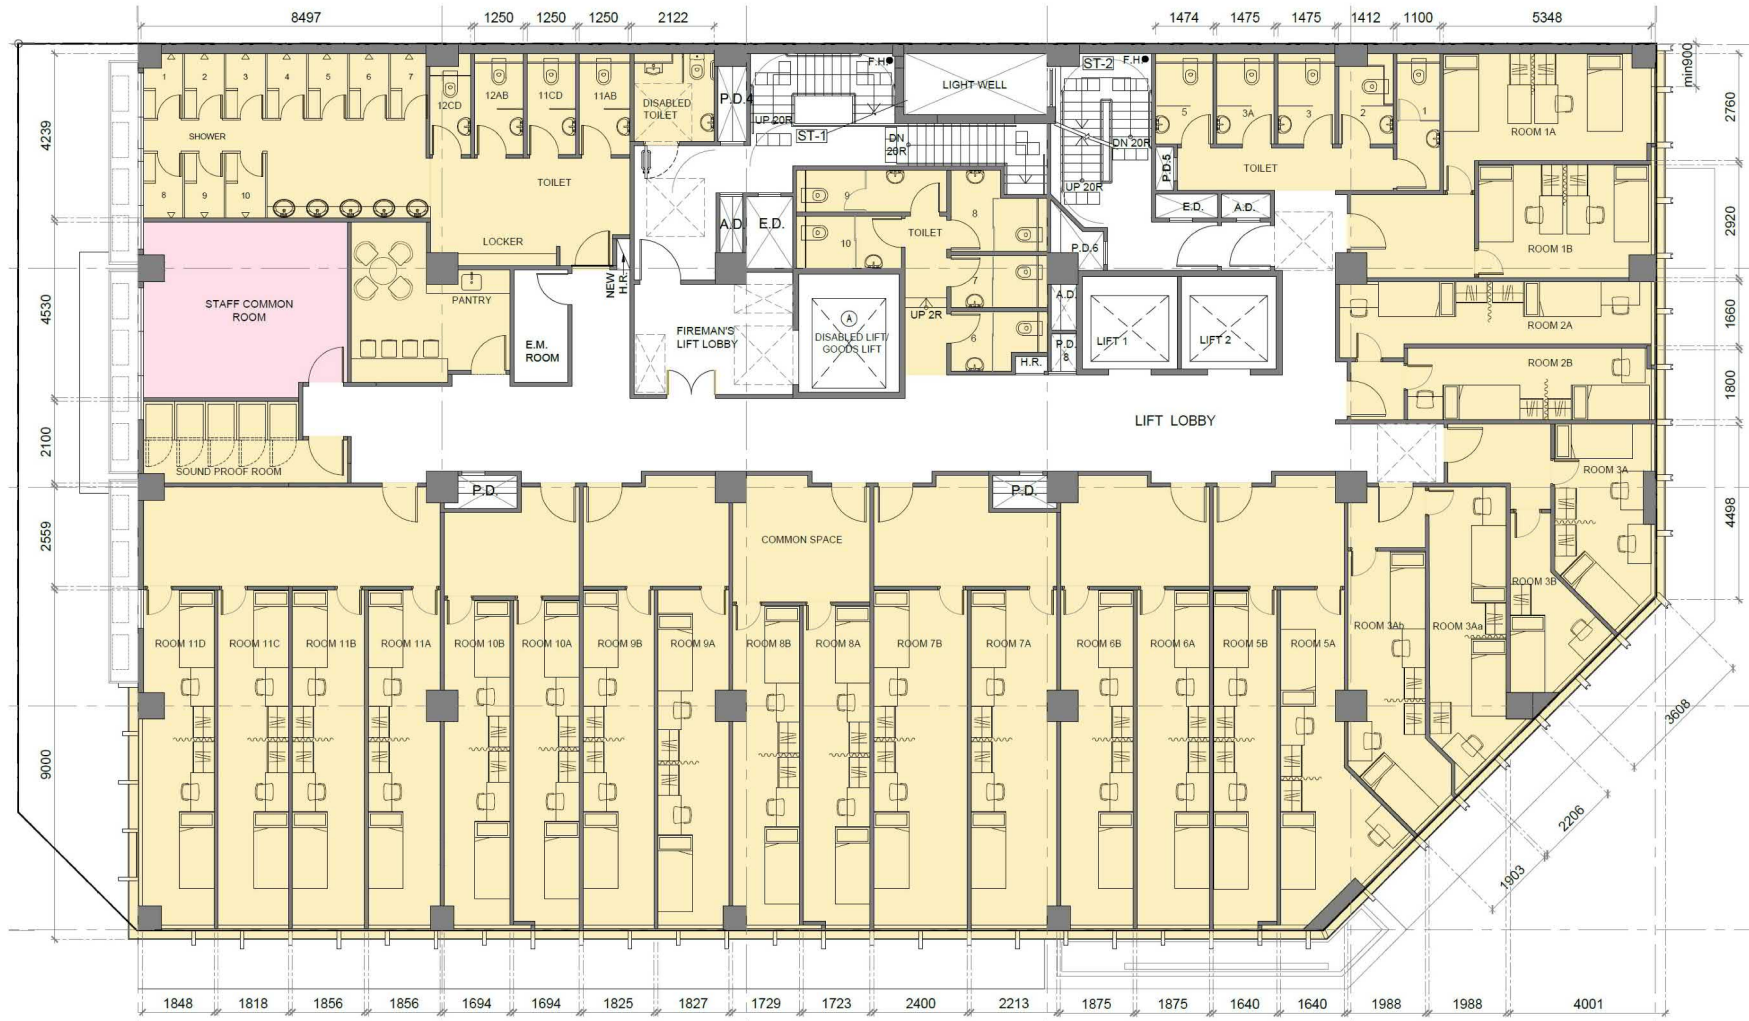 8497
1250
1250
1250
2122
1474
1475
1475
1412
1100
5348
min900
4239
4530
2100
2559
9000
2760
2920
1660
1800
4498
3608
2206
1903
1
2
3
4
5
6
7
SHOWER
8
9
10
12CD
12AB
11CD
11AB
TOILET
LOCKER
DISABLED
TOILET
P.D.4
UP 20R
ST-1
F.H.
DN
20R
LIGHT WELL
ST-2
F.H.
DN 20R
UP 20R
P.D.5
5
3A
3
2
1
TOILET
E.D.
A.D.
ROOM 1A
ROOM 1B
ROOM 2A
ROOM 2B
STAFF COMMON
ROOM
PANTRY
E.M.
ROOM
NEW
H.R.
A.D.
E.D.
9
10
TOILET
8
7
6
UP 2R
P.D.6
A.D.
P.D.
8
H.R.
FIREMAN'S
LIFT LOBBY
A
DISABLED LIFT/
GOODS LIFT
LIFT 1
LIFT 2
LIFT LOBBY
SOUND PROOF ROOM
P.D.
P.D.
COMMON SPACE
ROOM 3A
ROOM 3B
ROOM 3Ab
ROOM 3Aa
ROOM 11D
ROOM 11C
ROOM 11B
ROOM 11A
ROOM 10B
ROOM 10A
ROOM 9B
ROOM 9A
ROOM 8B
ROOM 8A
ROOM 7B
ROOM 7A
ROOM 6B
ROOM 6A
ROOM 5B
ROOM 5A
1848
1818
1856
1856
1694
1694
1825
1827
1729
1723
2400
2213
1875
1875
1640
1640
1988
1988
4001